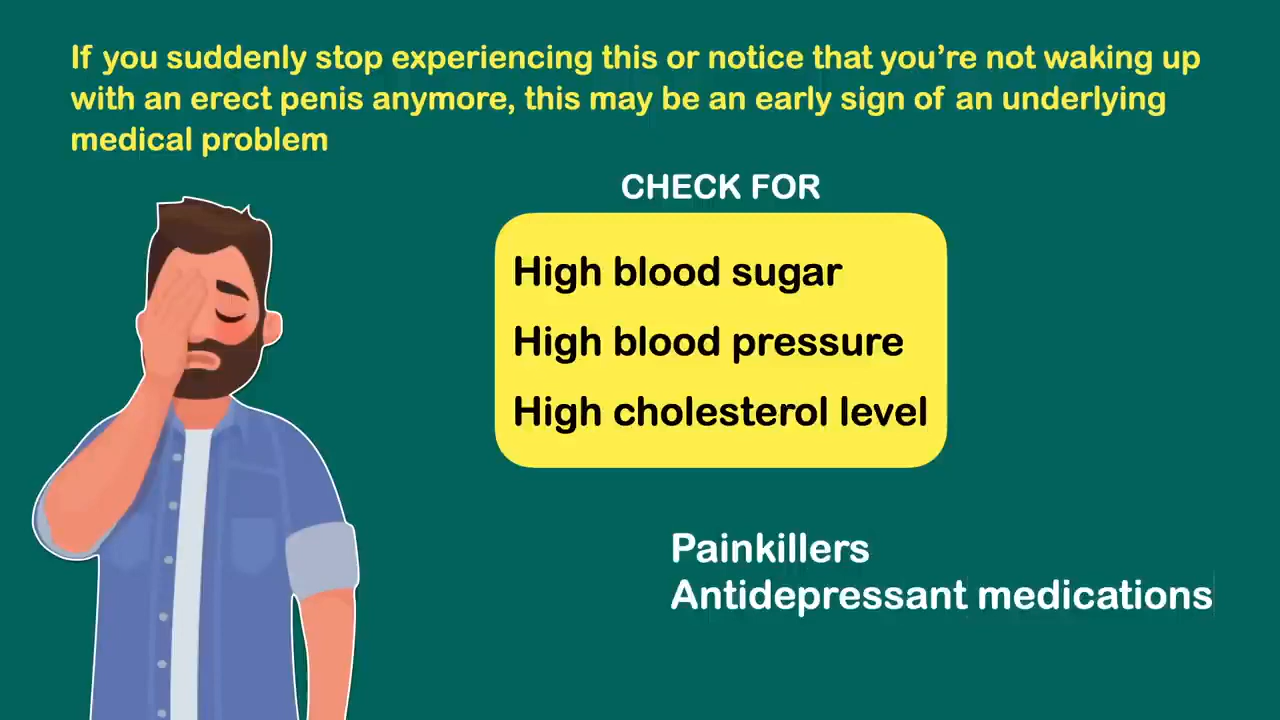 If you suddenly stop experiencing this or notice that you’re not waking up
with an erect penis anymore, this may be an early sign of an underlying
medical problem
CHECK FOR
High blood sugar
High blood pressure
High cholesterol level
Painkillers
Antidepressant medications